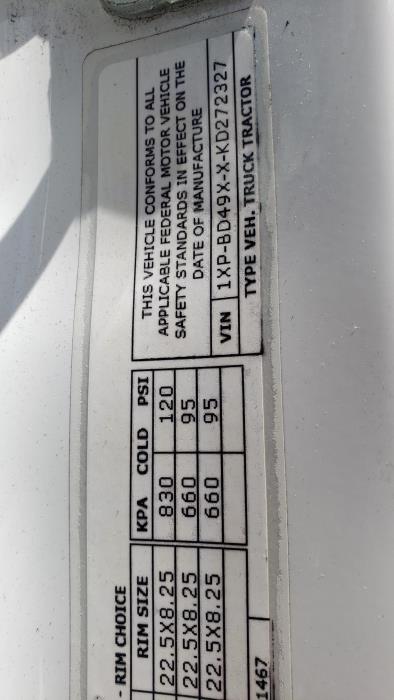 - RIM CHOICE
RIM SIZE KPA COLD PSI
22.5X8.25 830 120
22.5X8.25 660 95
22.5X8.25 660 95
1467
THIS VEHICLE CONFORMS TO ALL
APPLICABLE FEDERAL MOTOR VEHICLE
SAFETY STANDARDS IN EFFECT ON THE
DATE OF MANUFACTURE
VIN 1XP-BD49X-X-KD272327
TYPE VEH. TRUCK TRACTOR